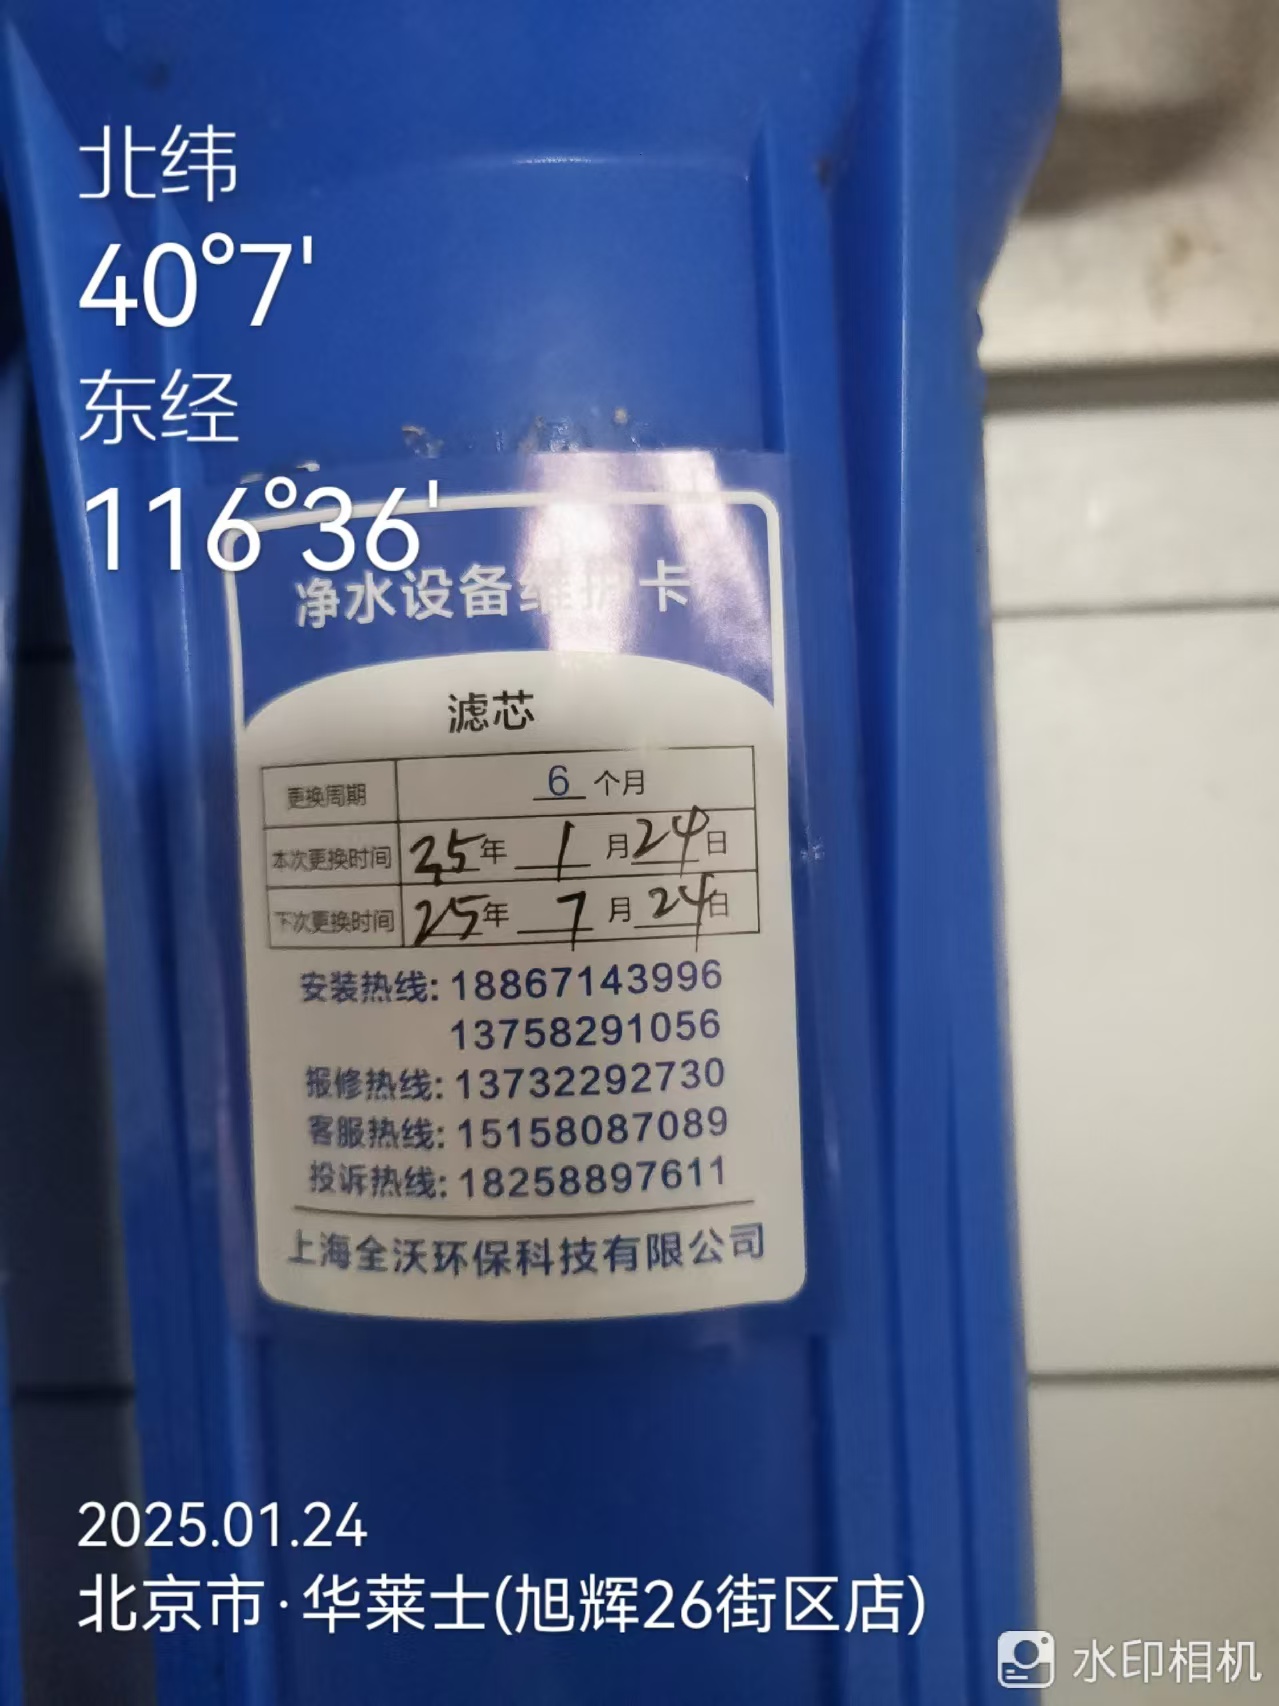 北纬
40°7'
东经
116°36'
净水设备维护卡
滤芯
更换周期 6 个月
本次更换时间 25年 1 月 24日
下次更换时间 25年 7 月 24日
安装热线: 18867143996
13758291056
报修热线: 13732292730
客服热线: 15158087089
投诉热线: 18258897611
上海全沃环保科技有限公司
2025.01.24
北京市·华莱士(旭辉26街区店)
水印相机